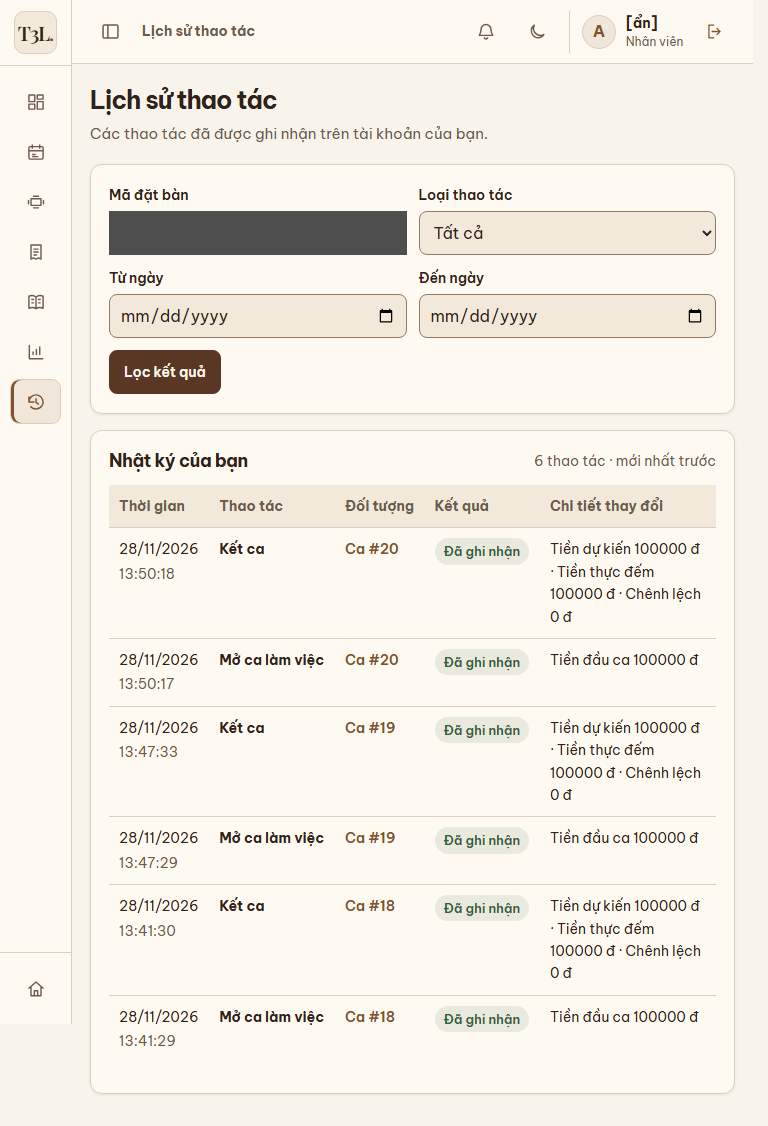 T3L.
Lịch sử thao tác
A
[ẩn]
Nhân viên
Lịch sử thao tác
Các thao tác đã được ghi nhận trên tài khoản của bạn.
Mã đặt bàn
Loại thao tác
Tất cả
Từ ngày
Đến ngày
mm/dd/yyyy
mm/dd/yyyy
Lọc kết quả
Nhật ký của bạn
6 thao tác · mới nhất trước
Thời gian Thao tác Đối tượng Kết quả Chi tiết thay đổi
28/11/2026 Kết ca Ca #20 Đã ghi nhận Tiền dự kiến 100000 đ
13:50:18 · Tiền thực đếm
100000 đ · Chênh lệch
0 đ
28/11/2026 Mở ca làm việc Ca #20 Đã ghi nhận Tiền đầu ca 100000 đ
13:50:17
28/11/2026 Kết ca Ca #19 Đã ghi nhận Tiền dự kiến 100000 đ
13:47:33 · Tiền thực đếm
100000 đ · Chênh lệch
0 đ
28/11/2026 Mở ca làm việc Ca #19 Đã ghi nhận Tiền đầu ca 100000 đ
13:47:29
28/11/2026 Kết ca Ca #18 Đã ghi nhận Tiền dự kiến 100000 đ
13:41:30 · Tiền thực đếm
100000 đ · Chênh lệch
0 đ
28/11/2026 Mở ca làm việc Ca #18 Đã ghi nhận Tiền đầu ca 100000 đ
13:41:29